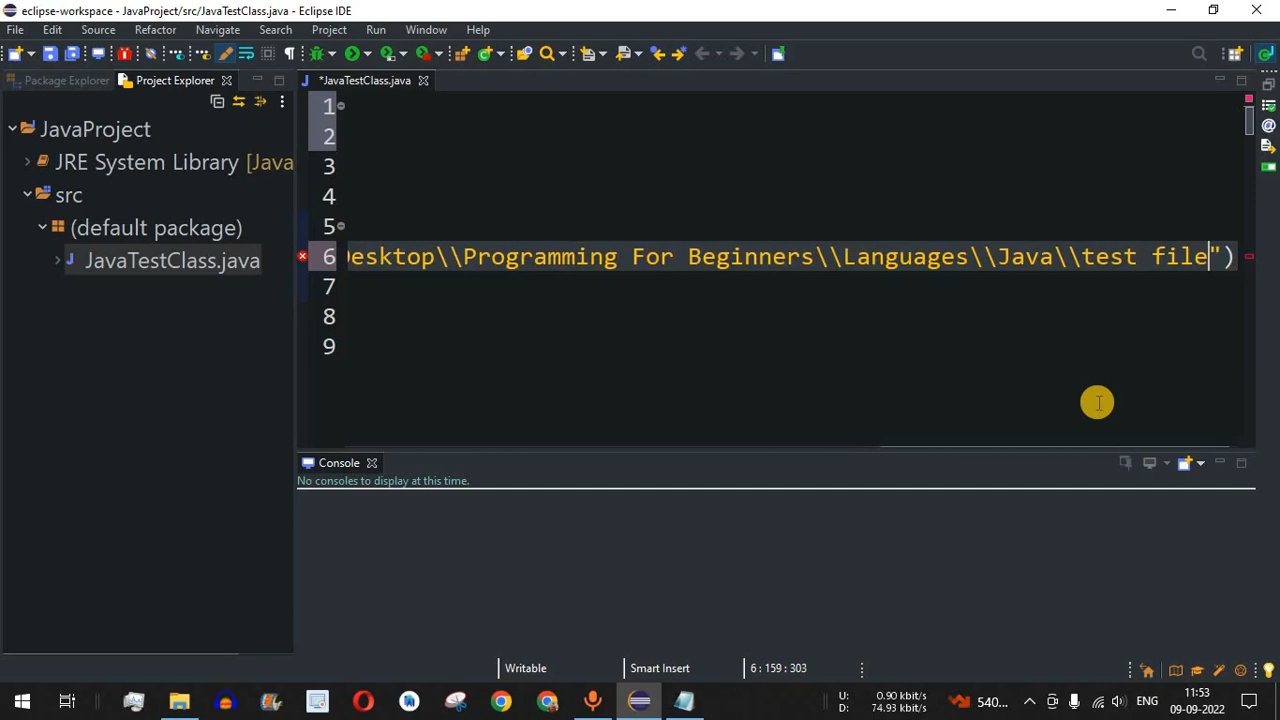 eclipse-workspace - JavaProject/src/JavaTestClass.java - Eclipse IDE
File Edit Source Refactor Navigate Search Project Run Window Help
Package Explorer Project Explorer *JavaTestClass.java
1
JavaProject
2
JRE System Library [Java
3
src
4
(default package)
5
JavaTestClass.java
6 Desktop\\Programming For Beginners\\Languages\\Java\\test file")
7
8
9
Console
No consoles to display at this time.
Writable Smart Insert 6 : 159 : 303
U: 0.90 kbit/s
D: 74.93 kbit/s
540...
ENG
11:53
09-09-2022